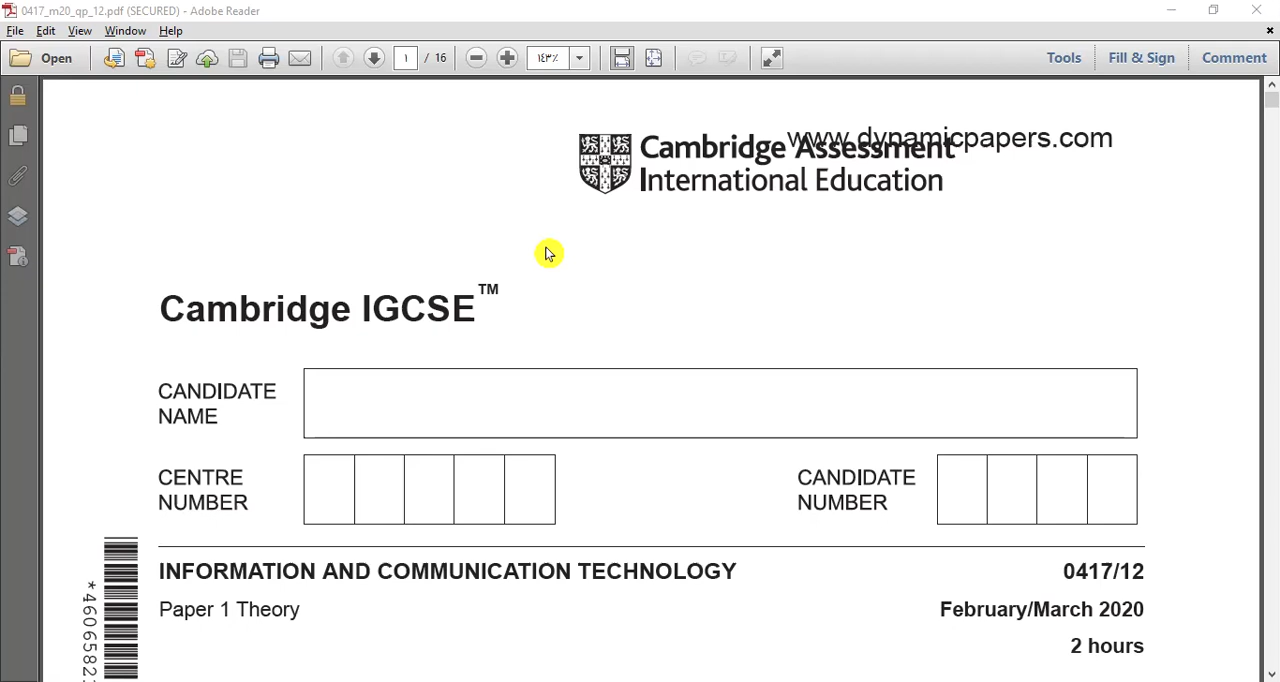 0417_m20_qp_12.pdf (SECURED) - Adobe Reader
File Edit View Window Help
Open ١ / 16 ١٤٣٪ Tools Fill & Sign Comment
www.dynamicpapers.com
Cambridge Assessment
International Education
Cambridge IGCSE™
CANDIDATE
NAME
CENTRE
NUMBER
CANDIDATE
NUMBER
INFORMATION AND COMMUNICATION TECHNOLOGY 0417/12
Paper 1 Theory February/March 2020
2 hours